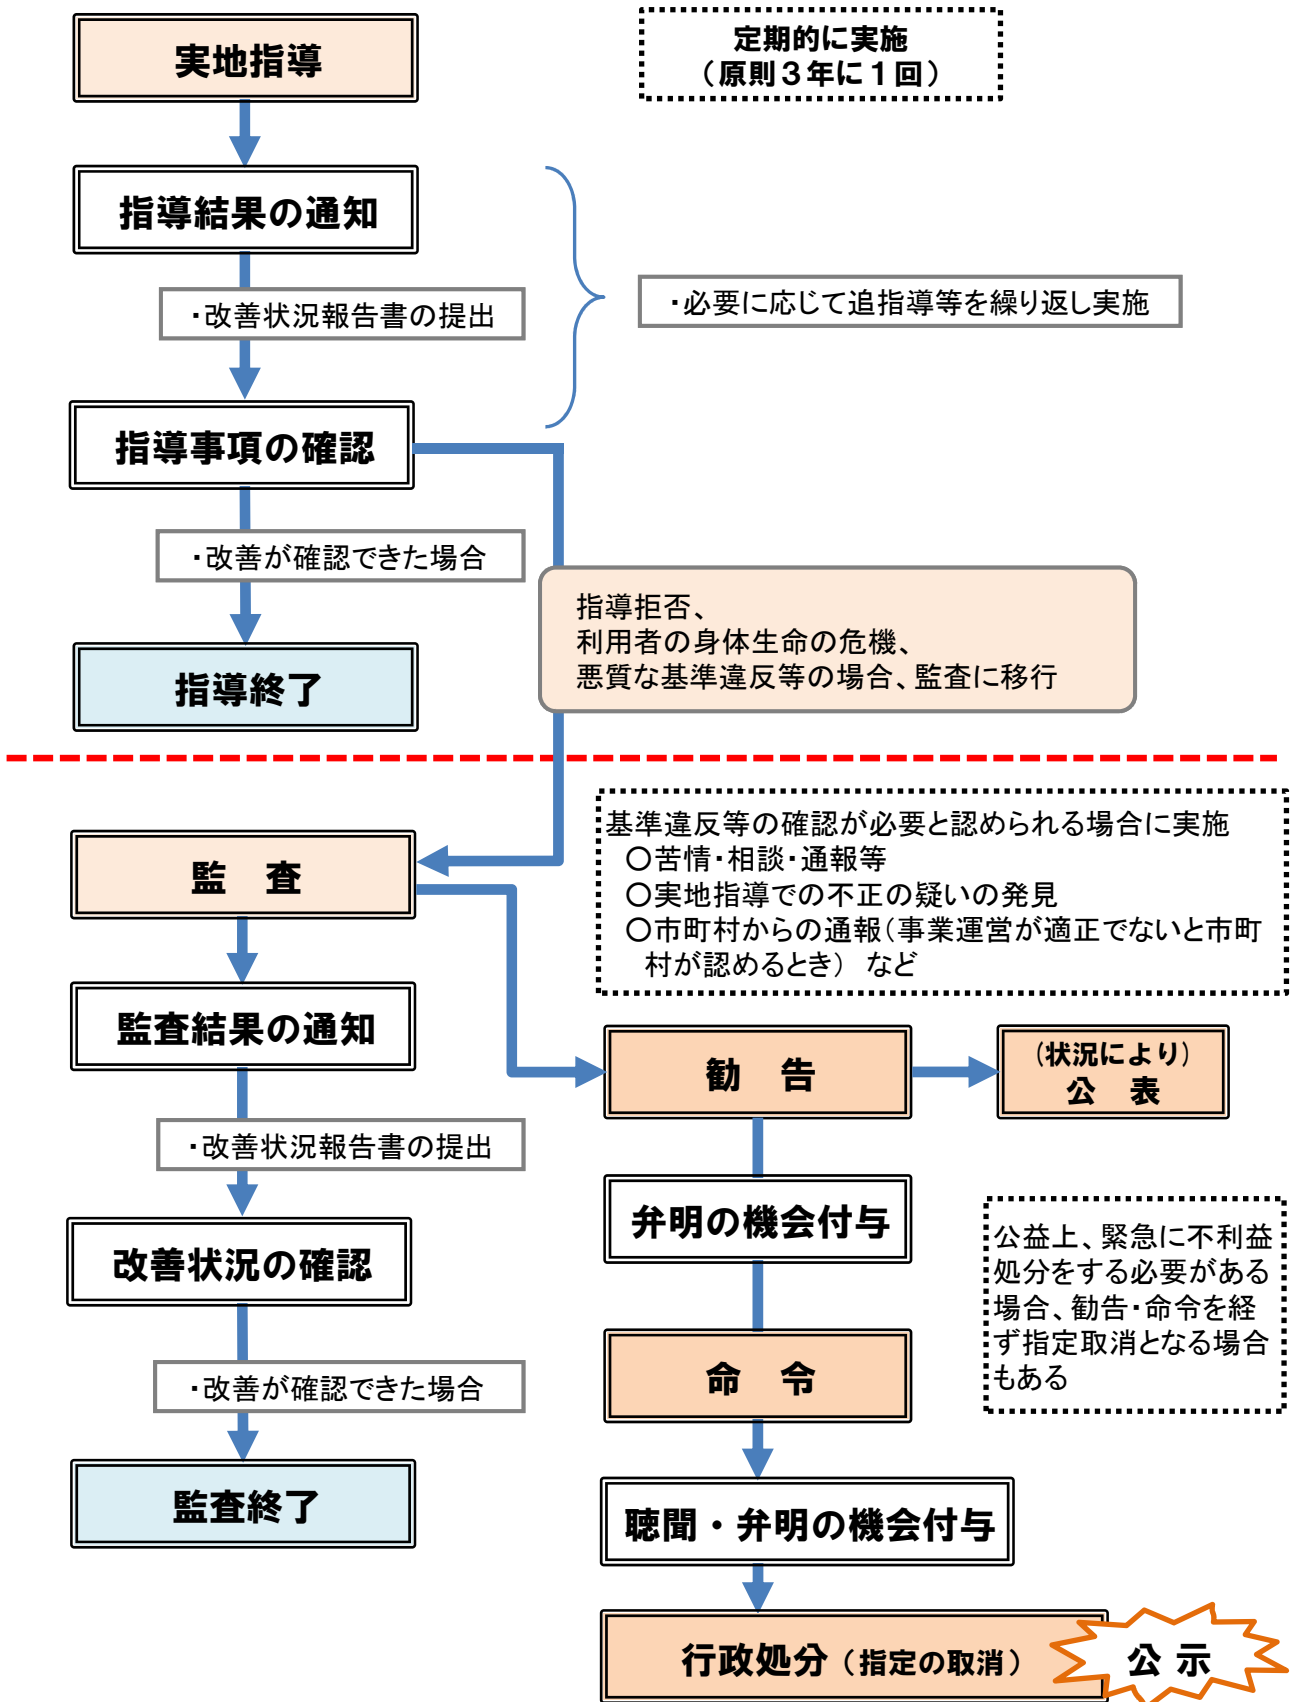 実地指導
定期的に実施
（原則３年に１回）
指導結果の通知
・改善状況報告書の提出
・必要に応じて追指導等を繰り返し実施
指導事項の確認
・改善が確認できた場合
指導拒否、
利用者の身体生命の危機、
悪質な基準違反等の場合、監査に移行
指導終了
基準違反等の確認が必要と認められる場合に実施
○苦情・相談・通報等
○実地指導での不正の疑いの発見
○市町村からの通報（事業運営が適正でないと市町
村が認めるとき） など
監　査
監査結果の通知
勧　告
（状況により）
公　表
・改善状況報告書の提出
弁明の機会付与
公益上、緊急に不利益
処分をする必要がある
場合、勧告・命令を経
ず指定取消となる場合
もある
改善状況の確認
命　令
・改善が確認できた場合
監査終了
聴聞・弁明の機会付与
行政処分（指定の取消）
公 示